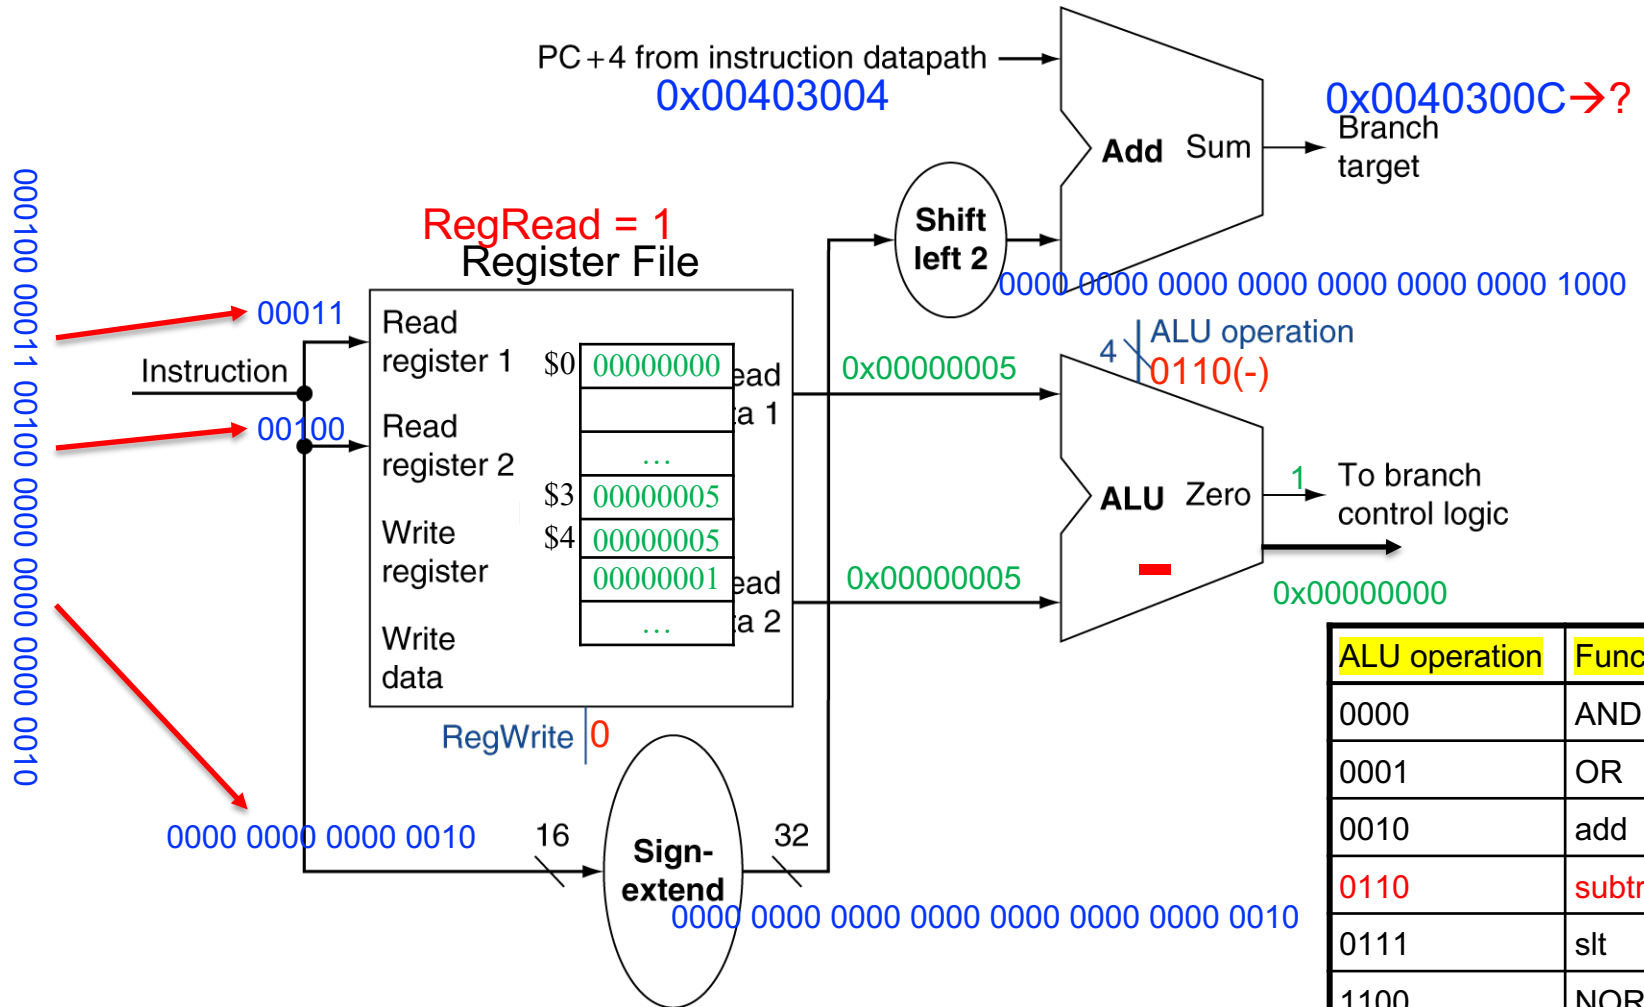 PC+4 from instruction datapath
0x00403004
0x0040300C→?
Branch
target
Add Sum
Shift
left 2
0000 0000 0000 0000 0000 0000 0000 1000
000100 00011 00100 0000 0000 0000 0010
RegRead = 1
Register File
00011
Instruction
00100
Read
register 1
Read
register 2
Write
register
Write
data
$0 00000000
…
$3 00000005
$4 00000005
00000001
…
ead
a 1
ead
a 2
RegWrite 0
0x00000005
0x00000005
4
ALU operation
0110(-)
ALU Zero
-
1
To branch
control logic
0x00000000
0000 0000 0000 0010
16
Sign-
extend
32
0000 0000 0000 0000 0000 0000 0000 0010
ALU operation Func
0000 AND
0001 OR
0010 add
0110 subtr
0111 slt
1100 NOR